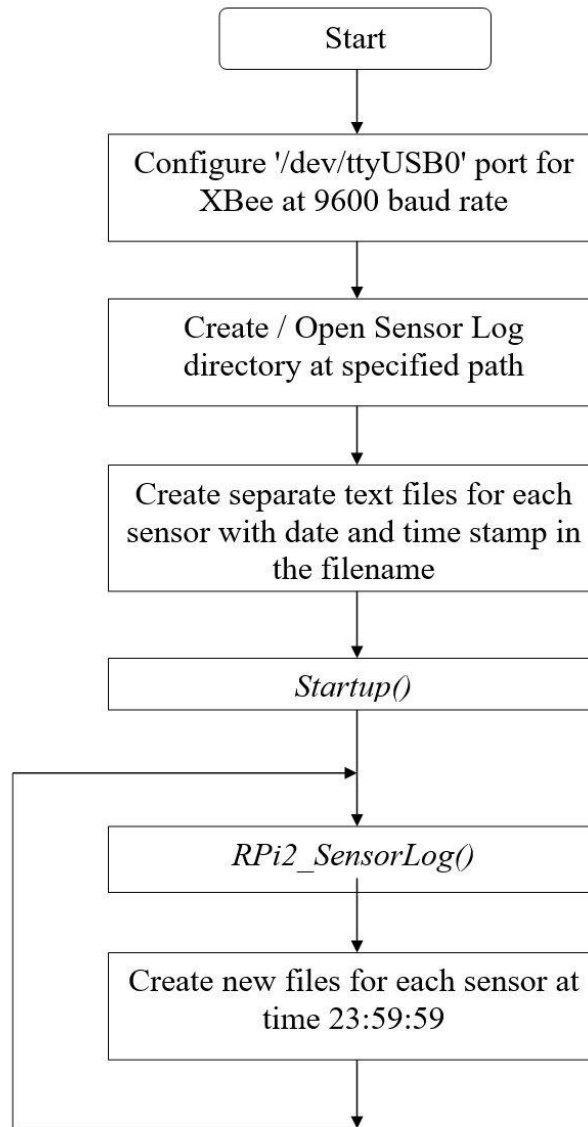 Start
Configure '/dev/ttyUSB0' port for
XBee at 9600 baud rate
Create / Open Sensor Log
directory at specified path
Create separate text files for each
sensor with date and time stamp in
the filename
Startup()
RPi2_SensorLog()
Create new files for each sensor at
time 23:59:59